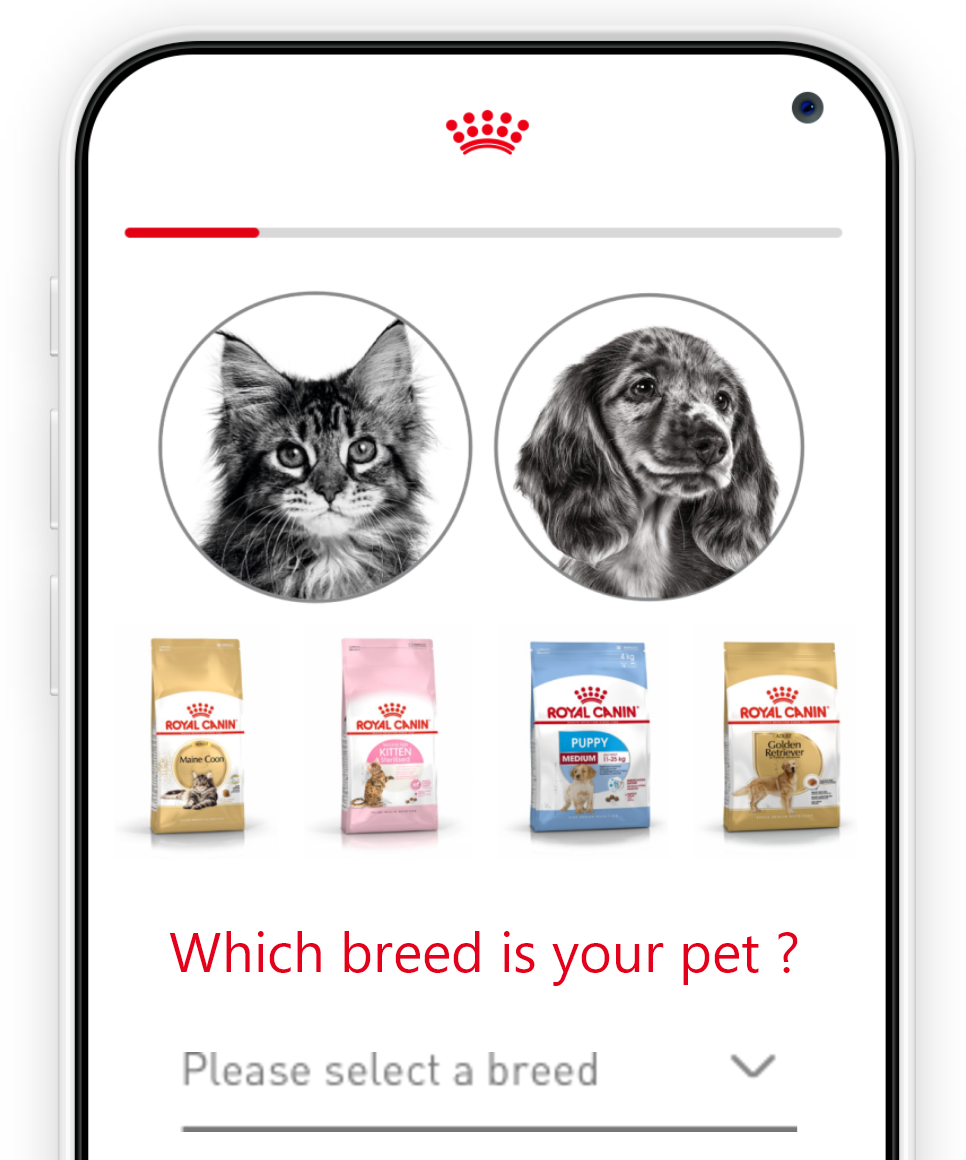 ROYAL CANIN
Maine Coon
ROYAL CANIN
KITTEN
Sterilised
ROYAL CANIN
4 kg
PUPPY
MEDIUM
11-25 kg
ROYAL CANIN
ADULT
Golden
Retriever
Which breed is your pet ?
Please select a breed